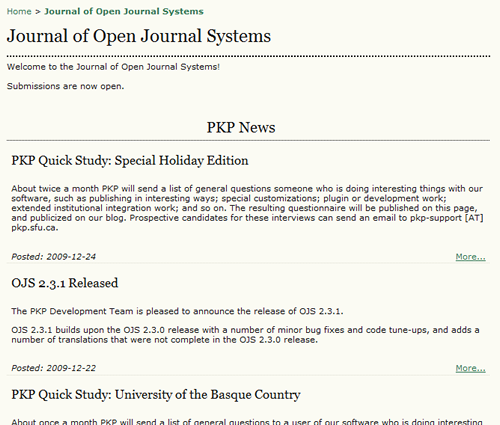 Home > Journal of Open Journal Systems
Journal of Open Journal Systems
Welcome to the Journal of Open Journal Systems!
Submissions are now open.
PKP News
PKP Quick Study: Special Holiday Edition
About twice a month PKP will send a list of general questions someone who is doing interesting things with our
software, such as publishing in interesting ways; special customizations; plugin or development work;
extended institutional integration work; and so on. The resulting questionnaire will be published on this page,
and publicized on our blog. Prospective candidates for these interviews can send an email to pkp-support [AT]
pkp.sfu.ca.
Posted: 2009-12-24 More...
OJS 2.3.1 Released
The PKP Development Team is pleased to announce the release of OJS 2.3.1.
OJS 2.3.1 builds upon the OJS 2.3.0 release with a number of minor bug fixes and code tune-ups, and adds a
number of translations that were not complete in the OJS 2.3.0 release.
Posted: 2009-12-22 More...
PKP Quick Study: University of the Basque Country
About once a month PKP will send a list of general questions to a user of our software who is doing interesting